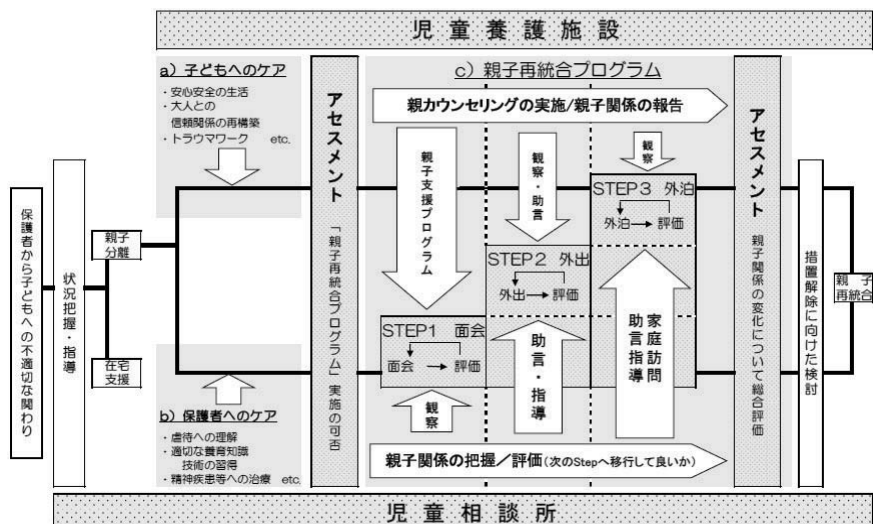 児童養護施設
a）子どもへのケア
・安心安全の生活
・大人との
信頼関係の再構築
・トラウマワーク　etc.
アセスメント
「親子再統合プログラム」実施の可否
c）親子再統合プログラム
親カウンセリングの実施/親子関係の報告
親子支援プログラム
観察・助言
観察
STEP3　外泊
外泊
評価
STEP2　外出
外出
評価
STEP1　面会
面会
評価
観察
助言・指導
家庭訪問
助言指導
親子関係の把握／評価(次のStepへ移行して良いか)
アセスメント
親子関係の変化について総合評価
措置解除に向けた検討
親　子
再統合
保護者から子どもへの不適切な関わり
状況把握・指導
親子
分離
在宅
支援
b）保護者へのケア
・虐待への理解
・適切な養育知識
技術の習得
・精神疾患等への治療　etc.
児童相談所